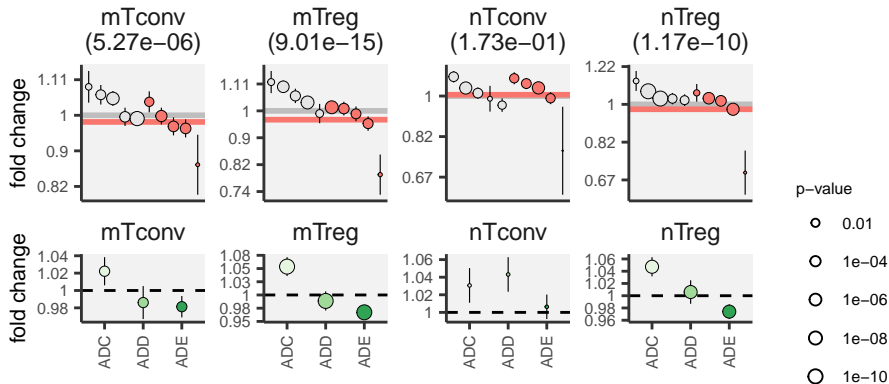 mTconv
(5.27e−06)
mTreg
(9.01e−15)
nTconv
(1.73e−01)
nTreg
(1.17e−10)
fold change
1.11
1
0.9
0.82
1.11
1
0.9
0.82
0.74
1
0.82
0.67
1.22
1
0.82
0.67
mTconv
mTreg
nTconv
nTreg
fold change
1.04
1.02
1
0.98
1.08
1.05
1.03
1
0.98
0.95
1.06
1.04
1.02
1
1.06
1.04
1.02
1
0.98
0.96
ADC
ADD
ADE
ADC
ADD
ADE
ADC
ADD
ADE
ADC
ADD
ADE
p−value
0.01
1e−04
1e−06
1e−08
1e−10